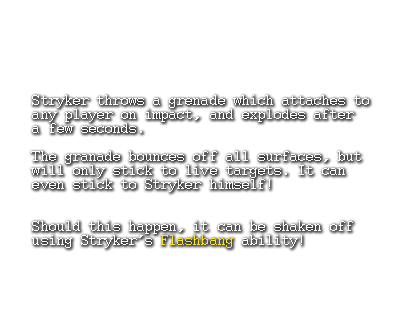 Stryker throws a grenade which attaches to
any player on impact, and explodes after
a few seconds.
The granade bounces off all surfaces, but
will only stick to live targets. It can
even stick to Stryker himself!
Should this happen, it can be shaken off
using Stryker's Flashbang ability!